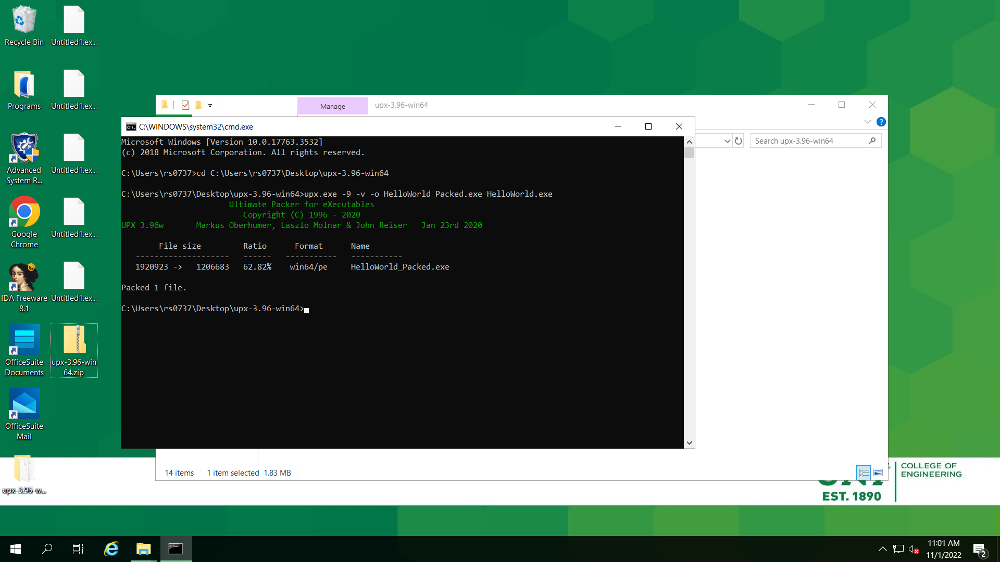 Recycle Bin
Untitled1.ex...
Programs
Untitled1.ex...
Advanced
System R...
Untitled1.ex...
Google
Chrome
Untitled1.ex...
IDA Freeware
8.1
Untitled1.ex...
OfficeSuite
Documents
upx-3.96-win
64.zip
OfficeSuite
Mail
upx-3.96-w...
Manage
upx-3.96-win64
Search upx-3.96-win64
C:\WINDOWS\system32\cmd.exe
Microsoft Windows [Version 10.0.17763.3532]
(c) 2018 Microsoft Corporation. All rights reserved.
C:\Users\rs0737>cd C:\Users\rs0737\Desktop\upx-3.96-win64
C:\Users\rs0737\Desktop\upx-3.96-win64>upx.exe -9 -v -o HelloWorld_Packed.exe HelloWorld.exe
Ultimate Packer for eXecutables
Copyright (C) 1996 - 2020
UPX 3.96w Markus Oberhumer, Laszlo Molnar & John Reiser Jan 23rd 2020
File size Ratio Format Name
-------------------- ------ ----------- -----------
1920923 -> 1206683 62.82% win64/pe HelloWorld_Packed.exe
Packed 1 file.
C:\Users\rs0737\Desktop\upx-3.96-win64>
14 items 1 item selected 1.83 MB
COLLEGE OF
ENGINEERING
EST. 1890
11:01 AM
11/1/2022
2